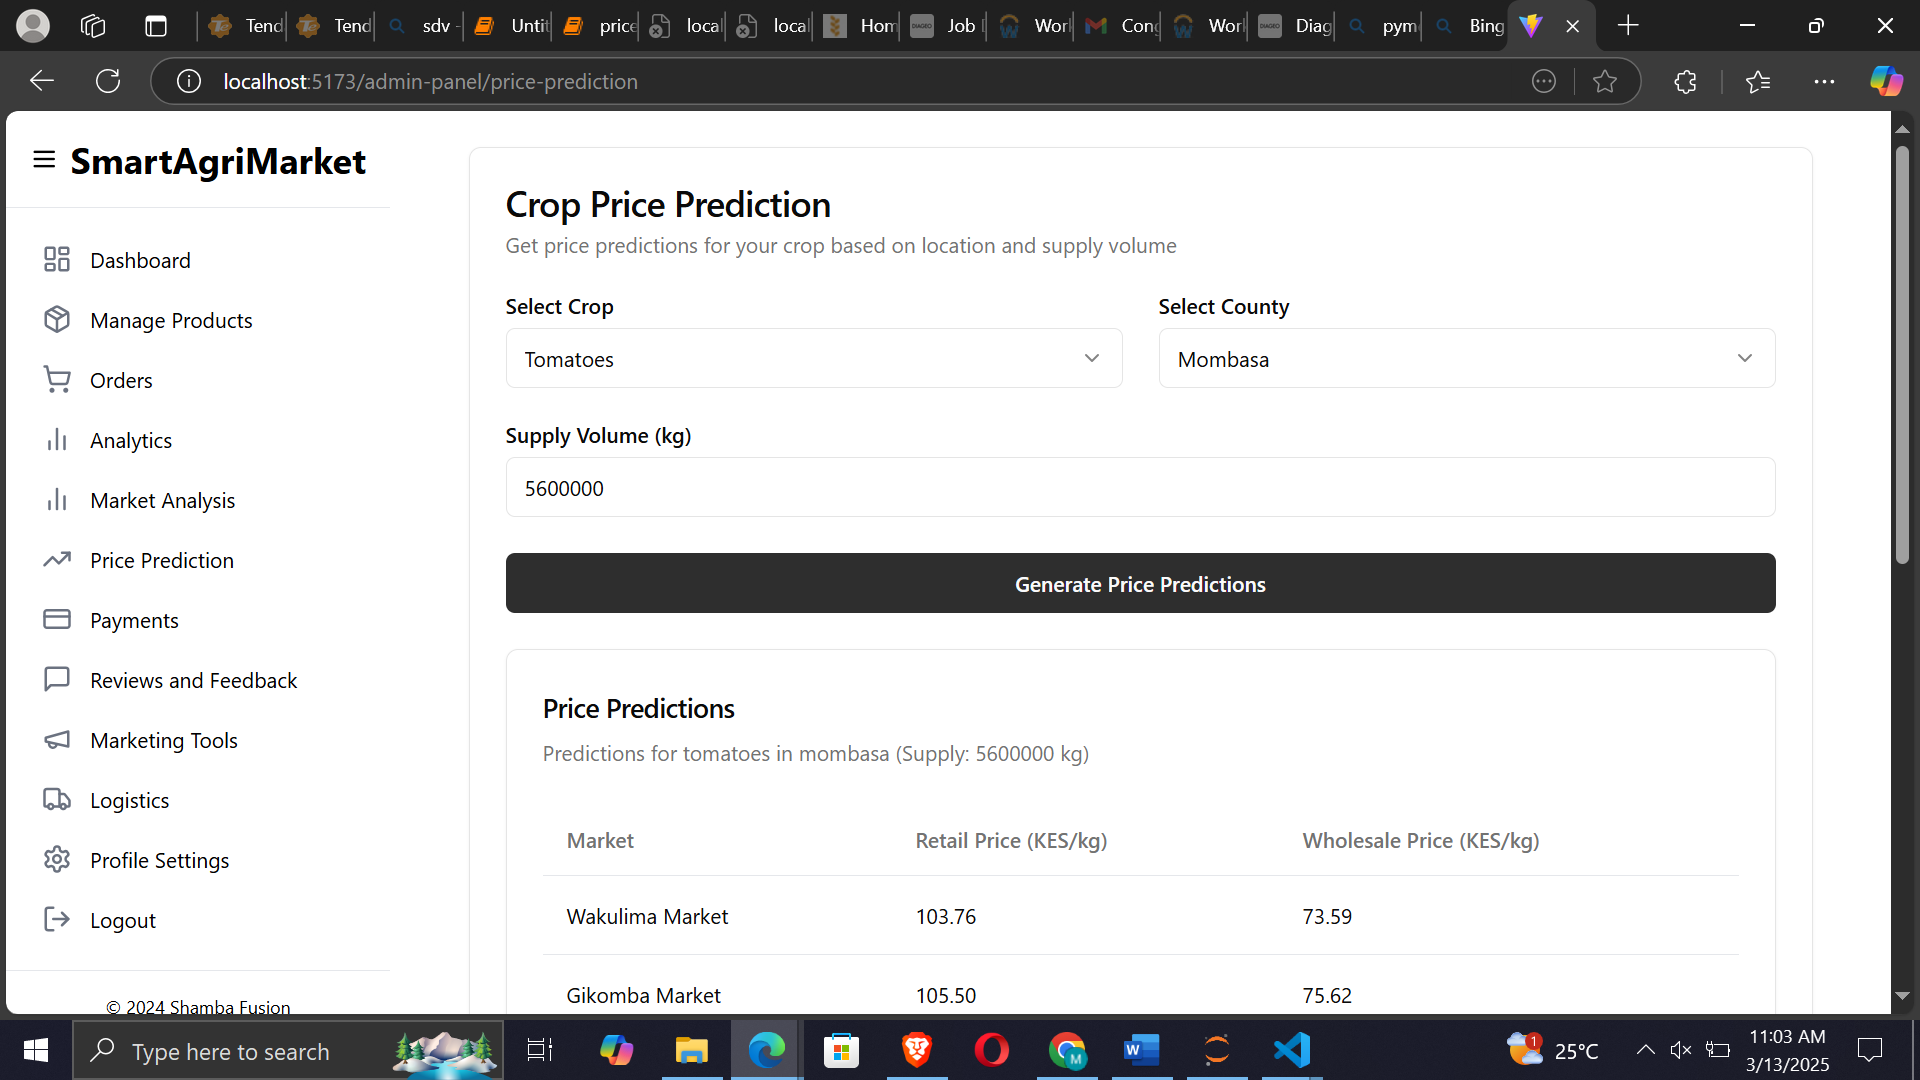 Tend
Tend
sdv -
Untit
price
local
local
Hom
DIAGEO
Job D
Worl
Cong
Worl
DIAGEO
Diag
pym
Bing
localhost:5173/admin-panel/price-prediction
SmartAgriMarket
Dashboard
Manage Products
Orders
Analytics
Market Analysis
Price Prediction
Payments
Reviews and Feedback
Marketing Tools
Logistics
Profile Settings
Logout
© 2024 Shamba Fusion
Crop Price Prediction
Get price predictions for your crop based on location and supply volume
Select Crop
Select County
Tomatoes
Mombasa
Supply Volume (kg)
5600000
Generate Price Predictions
Price Predictions
Predictions for tomatoes in mombasa (Supply: 5600000 kg)
Market Retail Price (KES/kg) Wholesale Price (KES/kg)
Wakulima Market 103.76 73.59
Gikomba Market 105.50 75.62
Type here to search
M
W
1
25°C
11:03 AM
3/13/2025